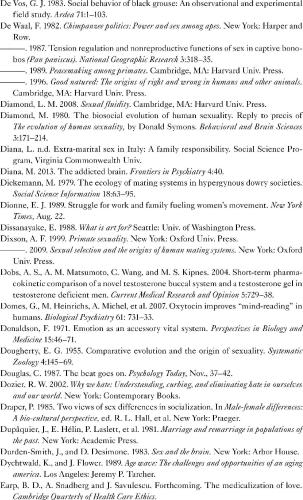 De Vos, G. J. 1983. Social behavior of black grouse: An observational and experimental
field study. Ardea 71:1–103.
De Waal, F. 1982. Chimpanzee politics: Power and sex among apes. New York: Harper and
Row.
———. 1987. Tension regulation and nonreproductive functions of sex in captive bono-
bos (Pan paniscus). National Geographic Research 3:318–35.
———. 1989. Peacemaking among primates. Cambridge, MA: Harvard Univ. Press.
———. 1996. Good natured: The origins of right and wrong in humans and other animals.
Cambridge, MA: Harvard Univ. Press.
Diamond, L. M. 2008. Sexual fluidity. Cambridge, MA: Harvard Univ. Press.
Diamond, M. 1980. The biosocial evolution of human sexuality. Reply to precis of
The evolution of human sexuality, by Donald Symons. Behavioral and Brain Sciences
3:171–214.
Diana, L. n.d. Extra-marital sex in Italy: A family responsibility. Social Science Pro-
gram, Virginia Commonwealth Univ.
Diana, M. 2013. The addicted brain. Frontiers in Psychiatry 4:40.
Dickemann, M. 1979. The ecology of mating systems in hypergynous dowry societies.
Social Science Information 18:163–95.
Dionne, E. J. 1989. Struggle for work and family fueling women's movement. New York
Times, Aug. 22.
Dissanayake, E. 1988. What is art for? Seattle: Univ. of Washington Press.
Dixson, A. F. 1999. Primate sexuality. New York: Oxford Univ. Press.
———. 2009. Sexual selection and the origins of human mating systems. New York: Oxford
Univ. Press.
Dobs, A. S., A. M. Matsumoto, C. Wang, and M. S. Kipnes. 2004. Short-term pharma-
cokinetic comparison of a novel testosterone buccal system and a testosterone gel in
testosterone deficient men. Current Medical Research and Opinion 5:729–38.
Domes, G., M. Heinrichs, A. Michel, et al. 2007. Oxytocin improves "mind-reading" in
humans. Biological Psychiatry 61: 731–33.
Donaldson, F. 1971. Emotion as an accessory vital system. Perspectives in Biology and
Medicine 15:46–71.
Dougherty, E. G. 1955. Comparative evolution and the origin of sexuality. Systematic
Zoology 4:145–69.
Douglas, C. 1987. The beat goes on. Psychology Today, Nov., 37–42.
Dozier, R. W. 2002. Why we hate: Understanding, curbing, and eliminating hate in ourselves
and our world. New York: Contemporary Books.
Draper, P. 1985. Two views of sex differences in socialization. In Male-female differences:
A bio-cultural perspective, ed. R. L. Hall, et al. New York: Praeger.
Dupâquier, J., E. Hélin, P. Laslett, et al. 1981. Marriage and remarriage in populations of
the past. New York: Academic Press.
Durden-Smith, J., and D. Desimone. 1983. Sex and the brain. New York: Arbor House.
Dychtwald, K., and J. Flower. 1989. Age wave: The challenges and opportunities of an aging
america. Los Angeles: Jeremy P. Tarcher.
Earp, B. D., A. Sandberg and J. Savulescu. Forthcoming. The medicalization of love.
Cambridge Quarterly of Health Care Ethics.